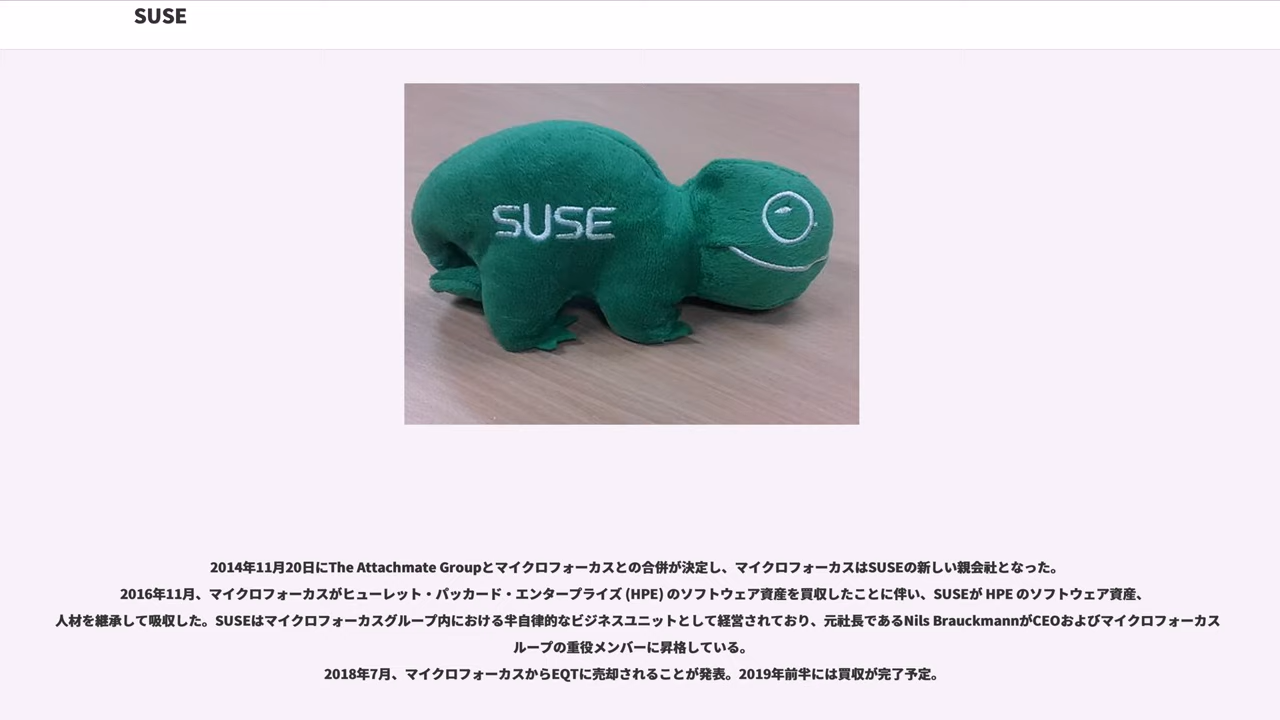 SUSE
SUSE
2014年11月20日にThe Attachmate Groupとマイクロフォーカスとの合併が決定し、マイクロフォーカスはSUSEの新しい親会社となった。
2016年11月、マイクロフォーカスがヒューレット・パッカード・エンタープライズ (HPE) のソフトウェア資産を買収したことに伴い、SUSEが HPE のソフトウェア資産、
人材を継承して吸収した。SUSEはマイクロフォーカスグループ内における半自律的なビジネスユニットとして経営されており、元社長であるNils BrauckmannがCEOおよびマイクロフォーカス
ループの重役メンバーに昇格している。
2018年7月、マイクロフォーカスからEQTに売却されることが発表。2019年前半には買収が完了予定。